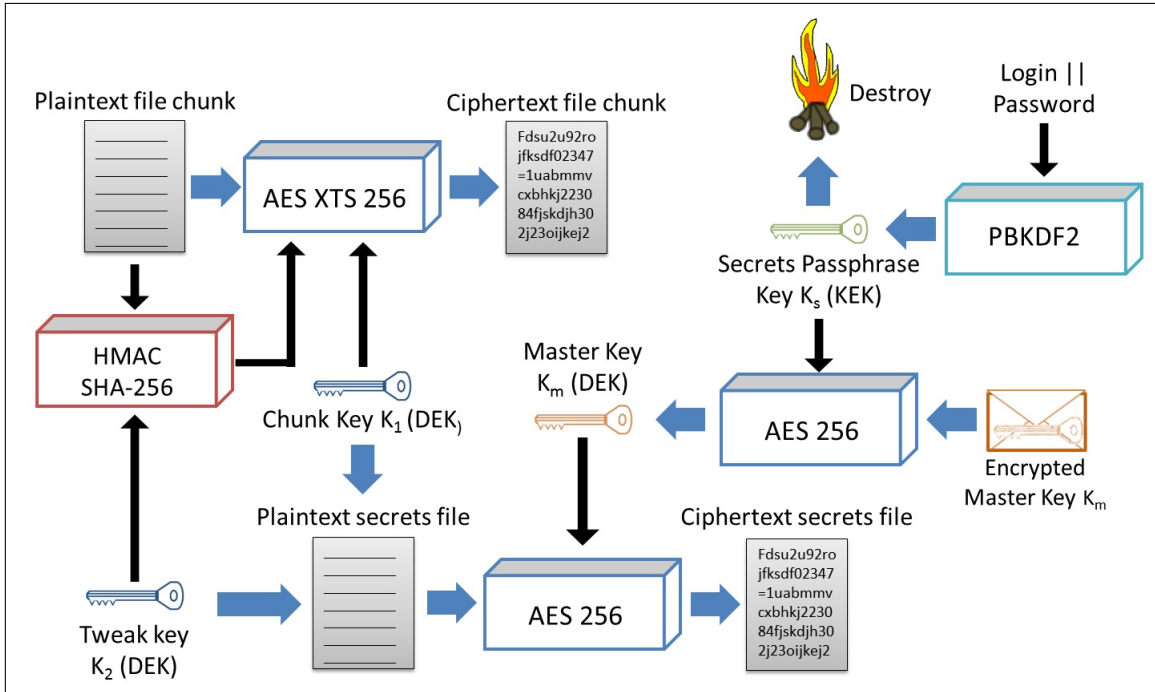 Plaintext file chunk
Ciphertext file chunk
Destroy
Login ||
Password
AES XTS 256
Fdsu2u92ro
jfksdf02347
=1uabmmv
cxbhkj2230
84fjskdjh30
2j23oijkej2
PBKDF2
Secrets Passphrase
Key Ks (KEK)
HMAC
SHA-256
Master Key
Km (DEK)
Chunk Key K1 (DEK)
AES 256
Encrypted
Master Key Km
Plaintext secrets file
Ciphertext secrets file
Tweak key
K2 (DEK)
AES 256
Fdsu2u92ro
jfksdf02347
=1uabmmv
cxbhkj2230
84fjskdjh30
2j23oijkej2